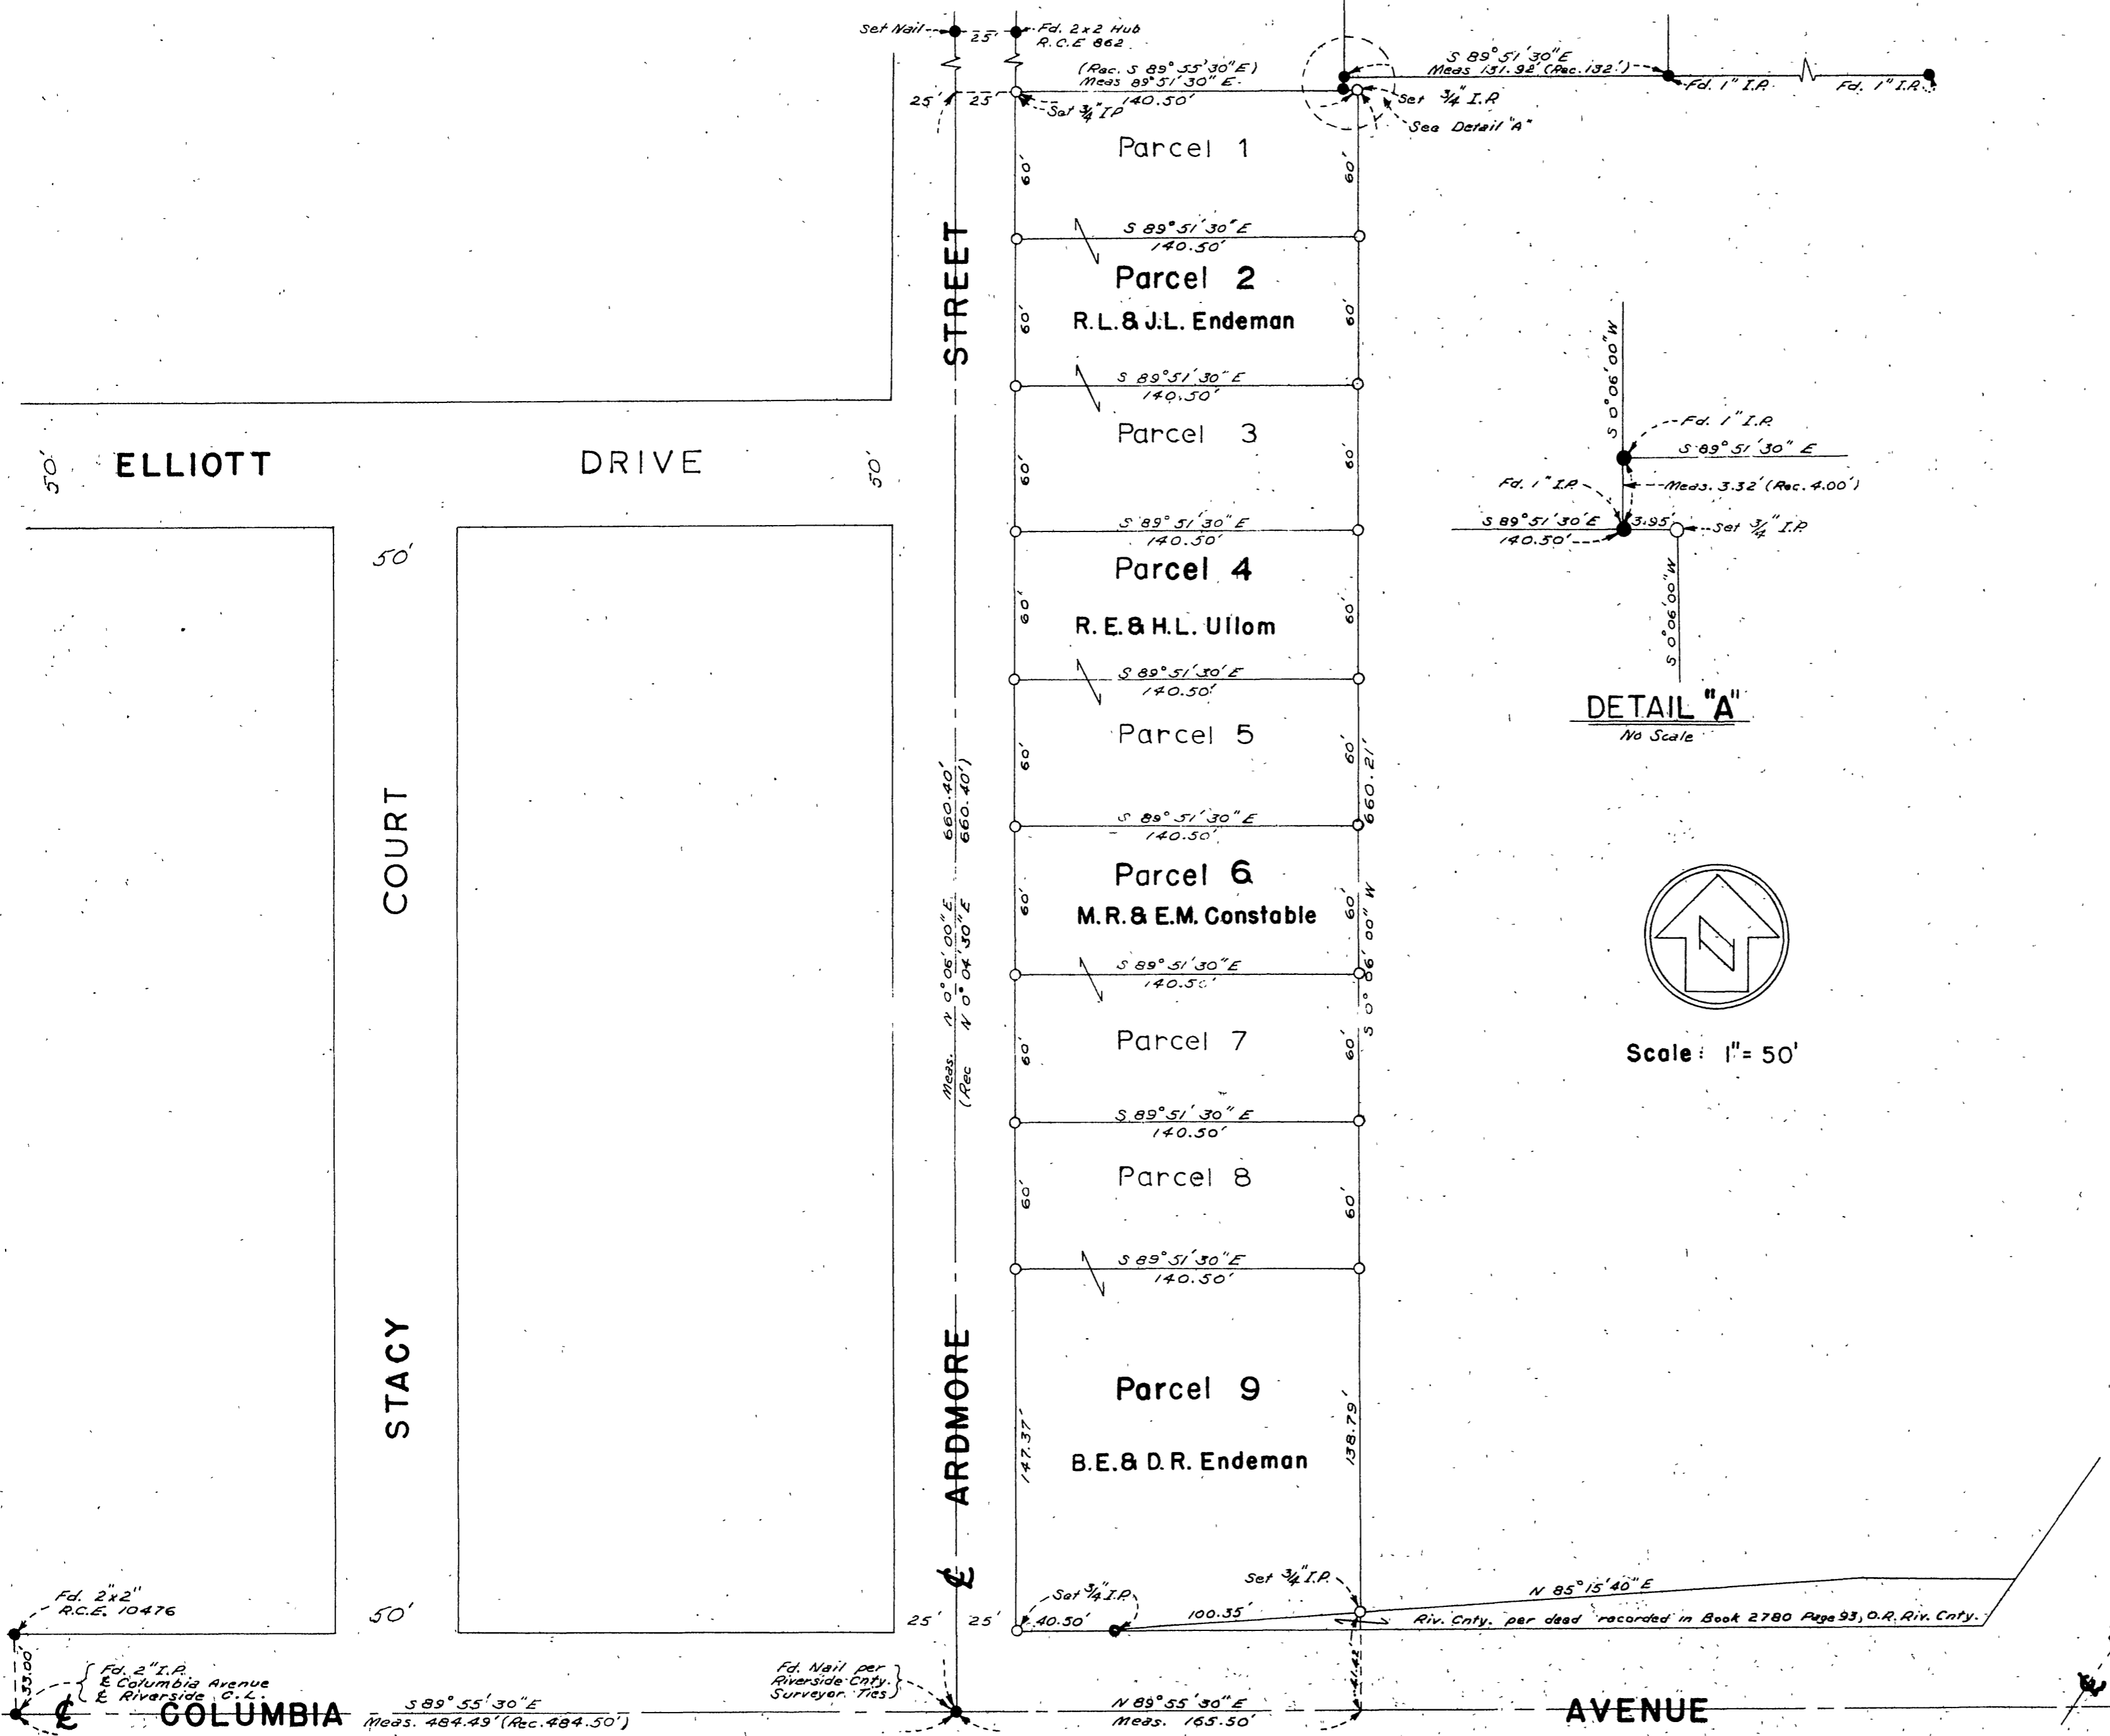 Set Nail
25'
Fd. 2x2 Hub
R.C.E 862
(Rec. S 89°55'30"E)
Meas 89°51'30" E.
140.50'
25'
25'
Set 3/4" I.P.
S 89°51'30"E
Meas 131.92' (Rec. 132')
Fd. 1" I.P.
Fd. 1" I.P.
Set 3/4" I.P.
See Detail "A"
Parcel 1
60'
60'
S 89°51'30"E
140.50'
Parcel 2
R.L. & J.L. Endeman
60'
60'
S 89°51'30"E
140.50'
Parcel 3
60'
60'
S 89°51'30"E
140.50'
Parcel 4
R.E. & H.L. Ullom
60'
60'
S 89°51'30"E
140.50'
Parcel 5
60'
60'
S 89°51'30"E
140.50'
Parcel 6
M.R. & E.M. Constable
60'
60'
S 89°51'30"E
140.50'
Parcel 7
60'
60'
S 89°51'30"E
140.50'
Parcel 8
60'
60'
S 89°51'30"E
140.50'
Parcel 9
B.E. & D.R. Endeman
147.37'
138.79'
660.21'
S 0°06'00" W
STREET
Meas. N 0°06'00"E 660.40'
(Rec N 0°04'30"E 660.40')
℄ ARDMORE
50'
ELLIOTT DRIVE
50'
50'
COURT
STACY
50'
S 0°06'00"W
Fd. 1" I.P.
S 89°51'30" E
Fd. 1" I.P.
Meas. 3.32' (Rec. 4.00')
S 89°51'30"E
140.50'
3.95'
Set 3/4" I.P.
S 0°06'00"W
DETAIL "A"
No Scale
N
Scale: 1"= 50'
Fd. 2"x2"
R.C.E. 10476
33.00'
Fd. 2" I.P.
℄ Columbia Avenue
℄ Riverside C.L.
25'
25'
Set 3/4" I.P.
40.50'
100.35'
Set 3/4" I.P.
N 85°15'40"E
Riv. Cnty. per deed recorded in Book 2780 Page 93, O.R. Riv. Cnty.
41.42'
Fd. Nail per
Riverside Cnty.
Surveyor Ties
℄ COLUMBIA
S 89°55'30"E
Meas. 484.49' (Rec. 484.50')
N 89°55'30"E
Meas. 165.50'
AVENUE
℄